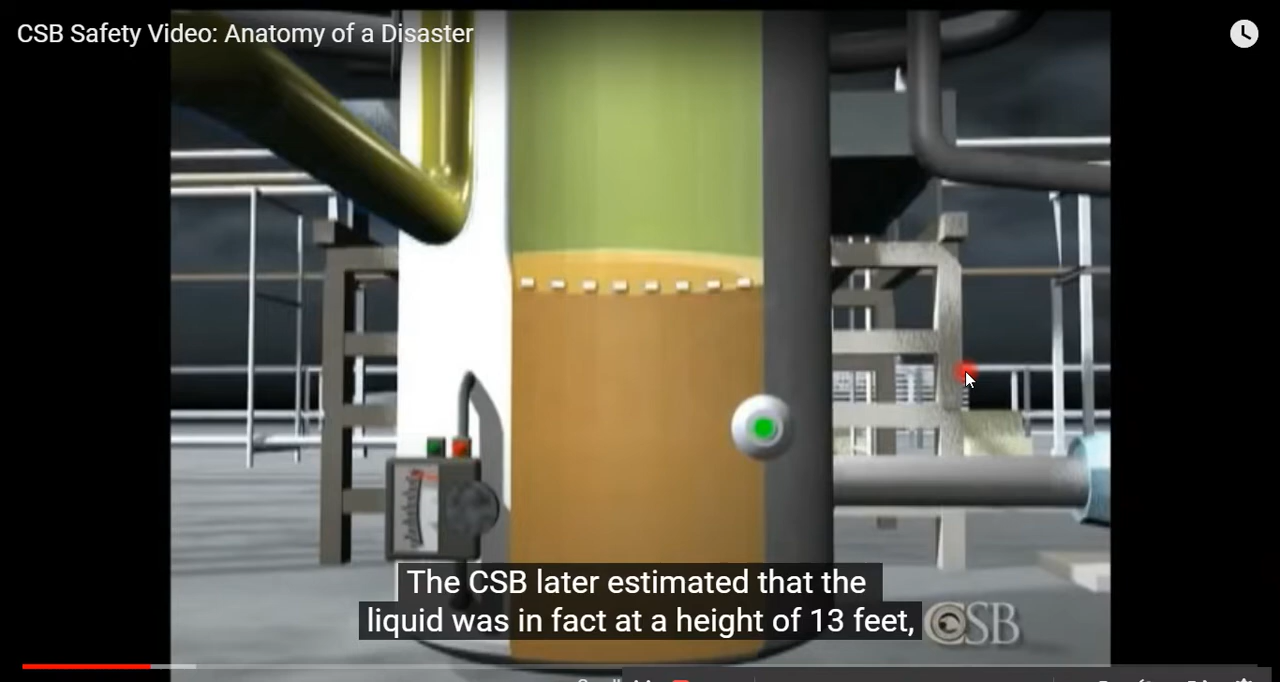 CSB Safety Video: Anatomy of a Disaster
The CSB later estimated that the
liquid was in fact at a height of 13 feet,
CSB